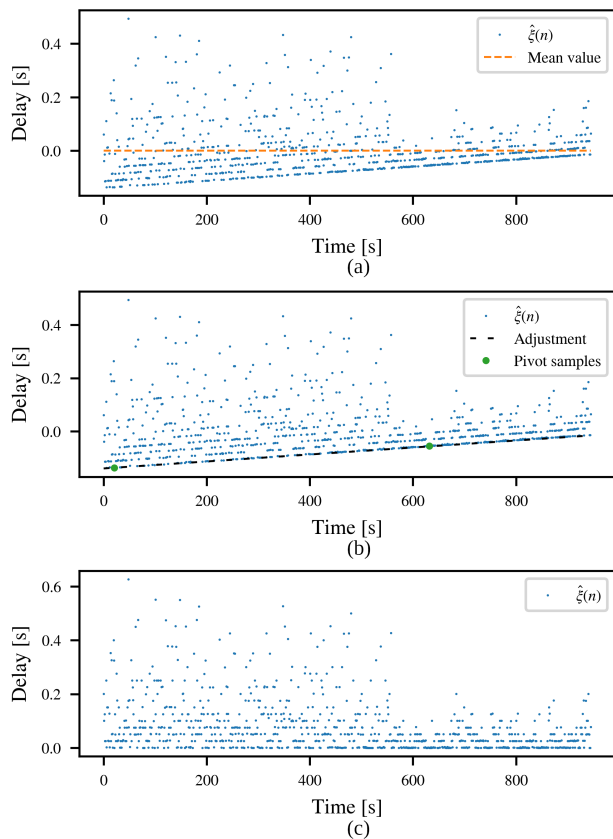 0.4
0.2
0.0
Delay [s]
ξ̂(n)
Mean value
0 200 400 600 800
Time [s]
(a)
0.4
0.2
0.0
Delay [s]
ξ̂(n)
Adjustment
Pivot samples
0 200 400 600 800
Time [s]
(b)
0.6
0.4
0.2
0.0
Delay [s]
ξ̂(n)
0 200 400 600 800
Time [s]
(c)